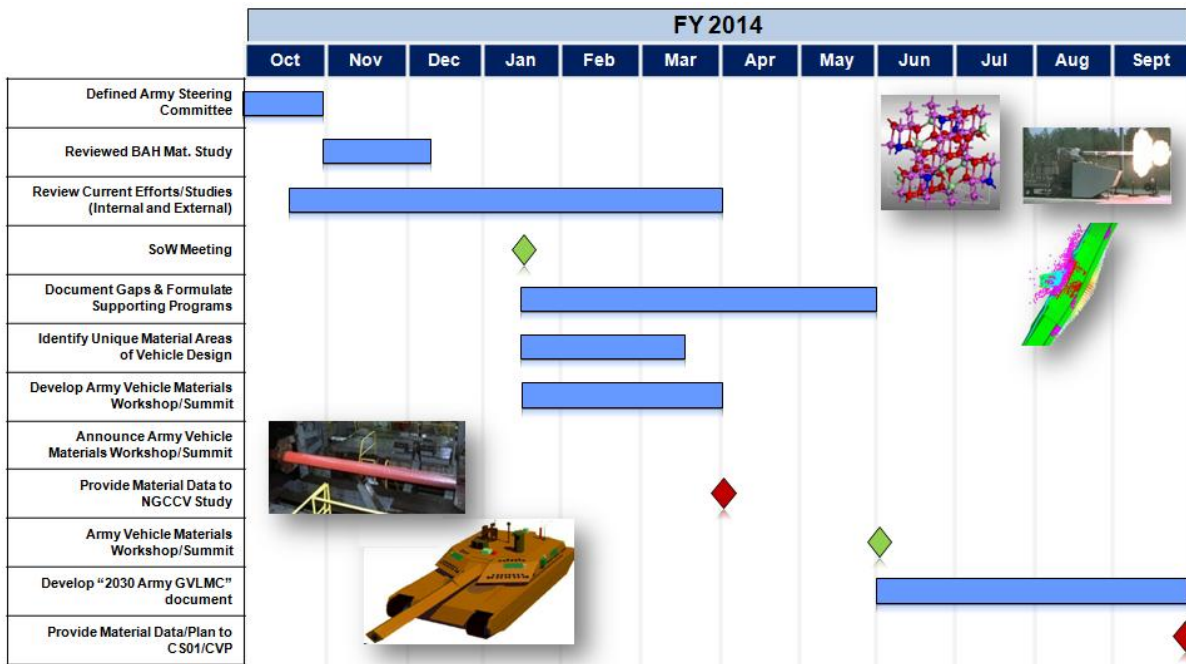 FY 2014
Oct Nov Dec Jan Feb Mar Apr May Jun Jul Aug Sept
Defined Army Steering
Committee
Reviewed BAH Mat. Study
Review Current Efforts/Studies
(Internal and External)
SoW Meeting
Document Gaps & Formulate
Supporting Programs
Identify Unique Material Areas
of Vehicle Design
Develop Army Vehicle Materials
Workshop/Summit
Announce Army Vehicle
Materials Workshop/Summit
Provide Material Data to
NGCCV Study
Army Vehicle Materials
Workshop/Summit
Develop “2030 Army GVLMC”
document
Provide Material Data/Plan to
CS01/CVP